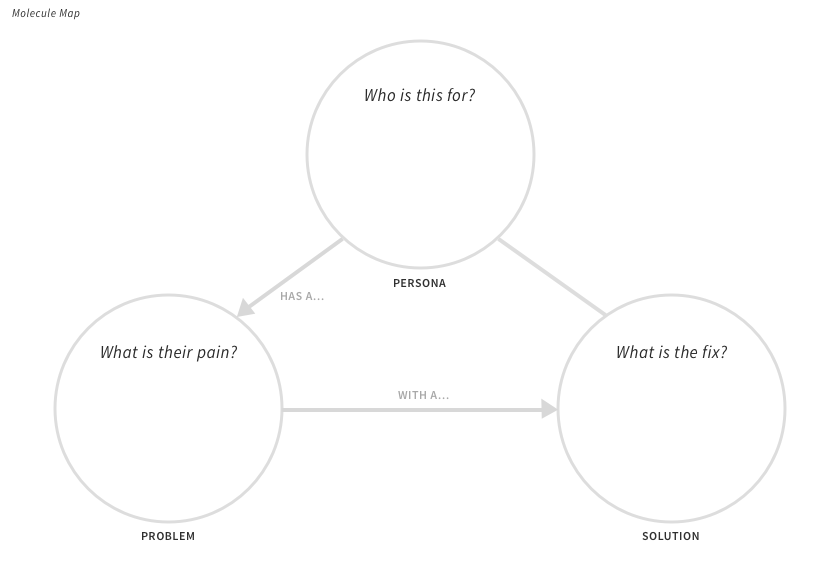 Molecule Map
Who is this for?
PERSONA
HAS A...
What is their pain?
What is the fix?
WITH A...
PROBLEM
SOLUTION